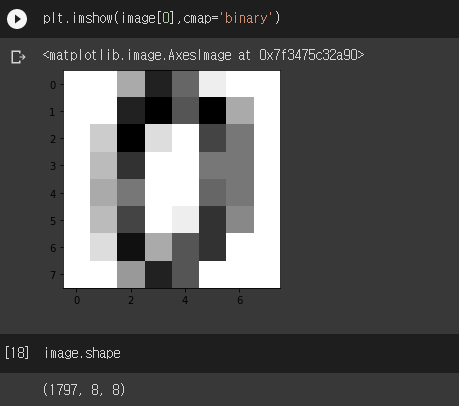 plt.imshow(image[0],cmap='binary')
<matplotlib.image.AxesImage at 0x7f3475c32a90>
0
1
2
3
4
5
6
7
0 2 4 6
[18] image.shape
(1797, 8, 8)